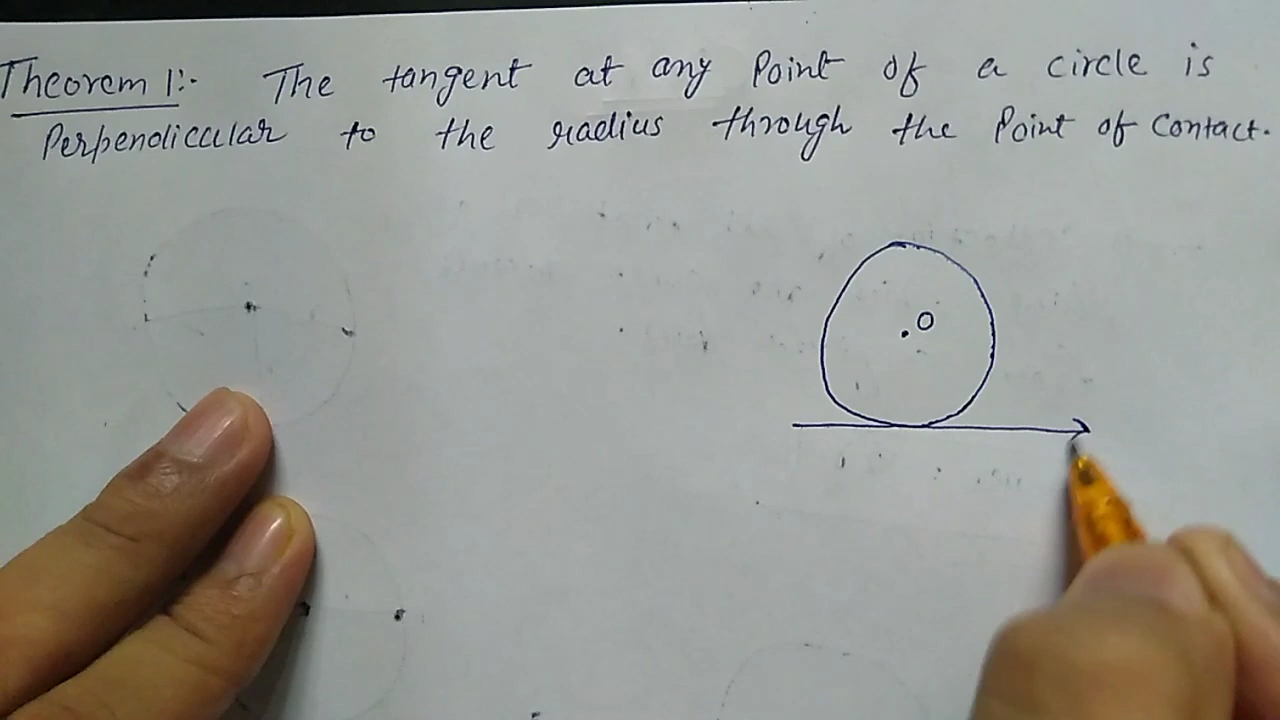 Theorem 1:- The tangent at any Point of a circle is
Perpendicular to the radius through the Point of Contact.
O